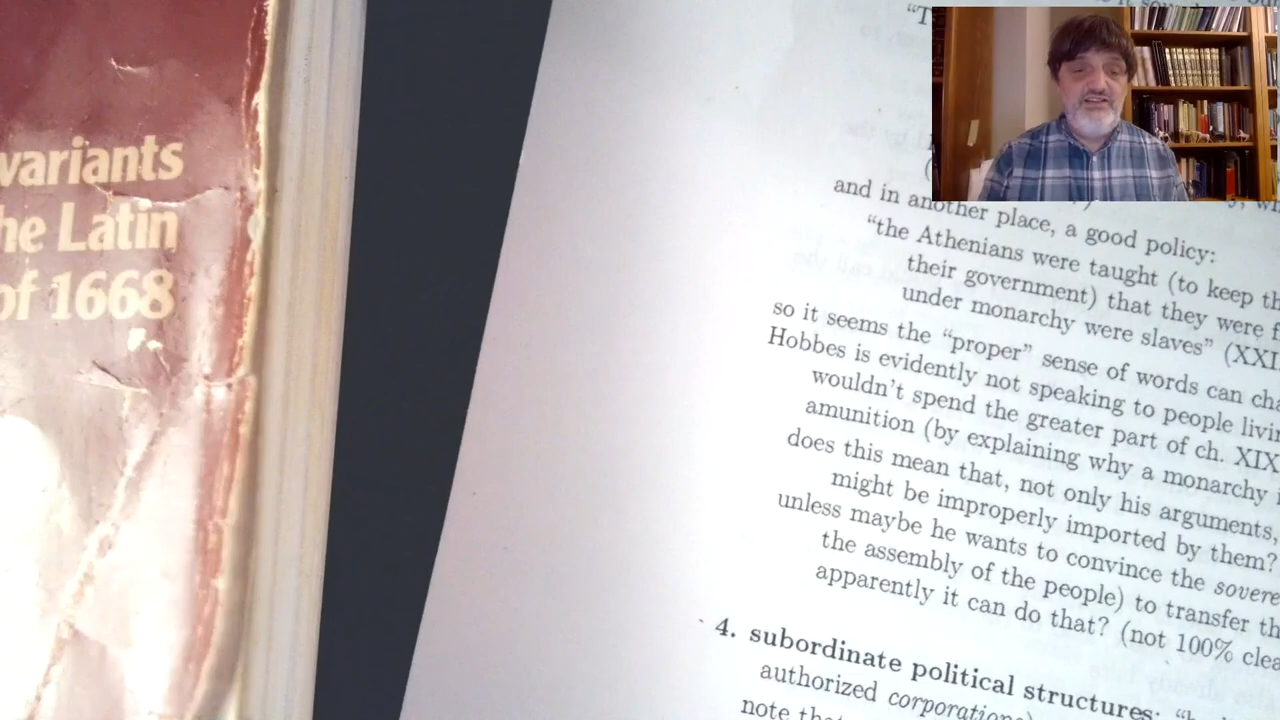 variants
he Latin
of 1668
“T
and in another place, a good policy:
“the Athenians were taught (to keep th
their government) that they were f
under monarchy were slaves” (XXI.
so it seems the “proper” sense of words can cha
Hobbes is evidently not speaking to people livin
wouldn’t spend the greater part of ch. XIX
amunition (by explaining why a monarchy i
does this mean that, not only his arguments,
might be improperly imported by them?
unless maybe he wants to convince the sovere
the assembly of the people) to transfer th
apparently it can do that? (not 100% clea
4. subordinate political structures: “
authorized corporations)
note tha